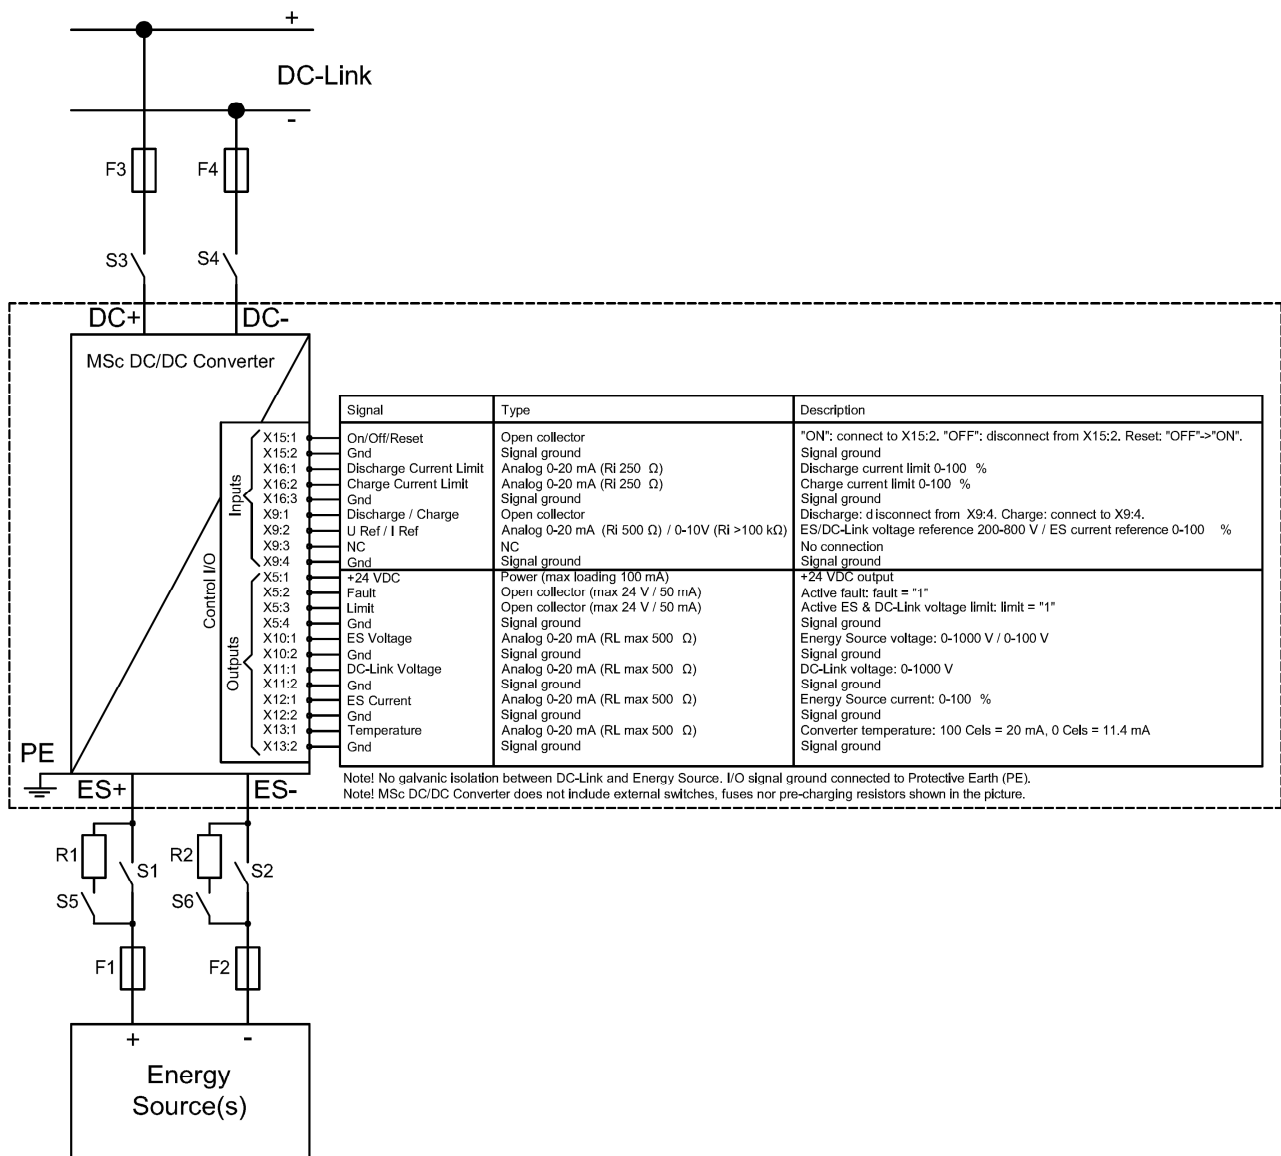 +
DC-Link
-
F3
F4
S3
S4
DC+
DC-
MSc DC/DC Converter
Signal Type Description
X15:1 On/Off/Reset Open collector "ON": connect to X15:2. "OFF": disconnect from X15:2. Reset: "OFF"->"ON".
X15:2 Gnd Signal ground Signal ground
X16:1 Discharge Current Limit Analog 0-20 mA (Ri 250 Ω) Discharge current limit 0-100 %
X16:2 Charge Current Limit Analog 0-20 mA (Ri 250 Ω) Charge current limit 0-100 %
X16:3 Gnd Signal ground Signal ground
X9:1 Discharge / Charge Open collector Discharge: disconnect from X9:4. Charge: connect to X9:4.
X9:2 U Ref / I Ref Analog 0-20 mA (Ri 500 Ω) / 0-10V (Ri >100 kΩ) ES/DC-Link voltage reference 200-800 V / ES current reference 0-100 %
X9:3 NC NC No connection
X9:4 Gnd Signal ground Signal ground
X5:1 +24 VDC Power (max loading 100 mA) +24 VDC output
X5:2 Fault Open collector (max 24 V / 50 mA) Active fault: fault = "1"
X5:3 Limit Open collector (max 24 V / 50 mA) Active ES & DC-Link voltage limit: limit = "1"
X5:4 Gnd Signal ground Signal ground
X10:1 ES Voltage Analog 0-20 mA (RL max 500 Ω) Energy Source voltage: 0-1000 V / 0-100 V
X10:2 Gnd Signal ground Signal ground
X11:1 DC-Link Voltage Analog 0-20 mA (RL max 500 Ω) DC-Link voltage: 0-1000 V
X11:2 Gnd Signal ground Signal ground
X12:1 ES Current Analog 0-20 mA (RL max 500 Ω) Energy Source current: 0-100 %
X12:2 Gnd Signal ground Signal ground
X13:1 Temperature Analog 0-20 mA (RL max 500 Ω) Converter temperature: 100 Cels = 20 mA, 0 Cels = 11.4 mA
X13:2 Gnd Signal ground Signal ground
Inputs
Control I/O
Outputs
PE
ES+
ES-
Note! No galvanic isolation between DC-Link and Energy Source. I/O signal ground connected to Protective Earth (PE).
Note! MSc DC/DC Converter does not include external switches, fuses nor pre-charging resistors shown in the picture.
R1
S1
R2
S2
S5
S6
F1
F2
+
-
Energy
Source(s)